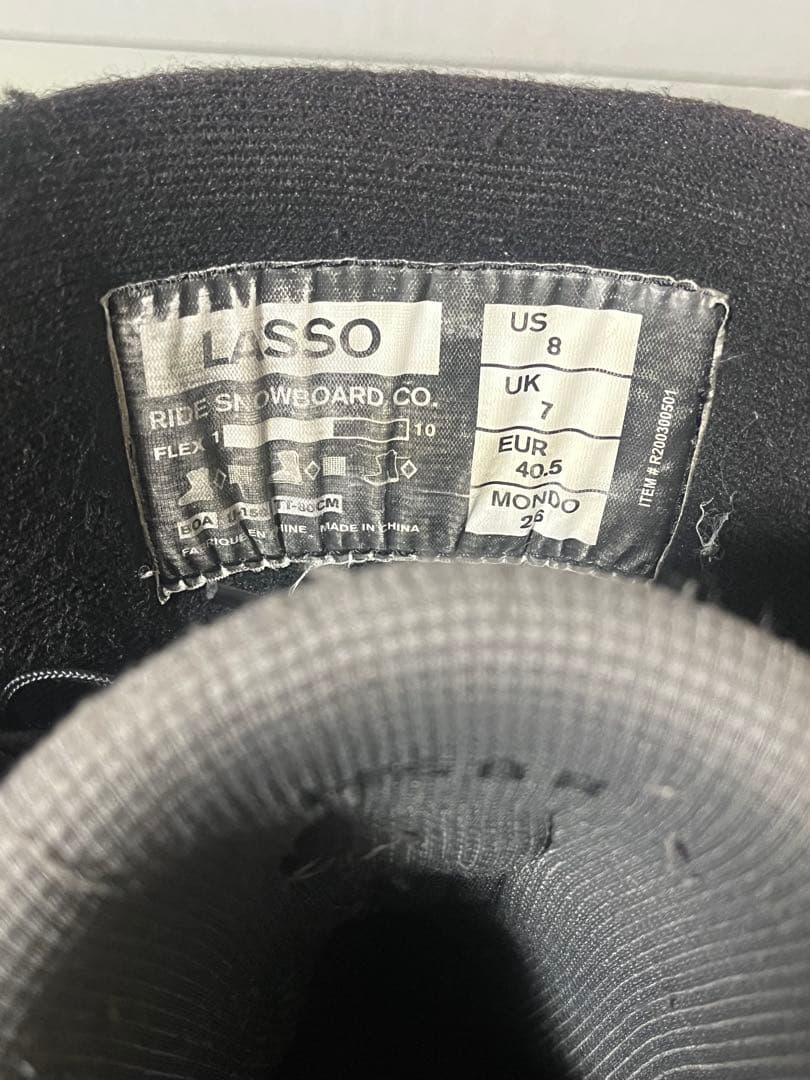 LASSO
RIDE SNOWBOARD CO.
FLEX 1 10
BOA
MADE IN CHINA
US
8
UK
7
EUR
40.5
MONDO
26
ITEM # R200300501